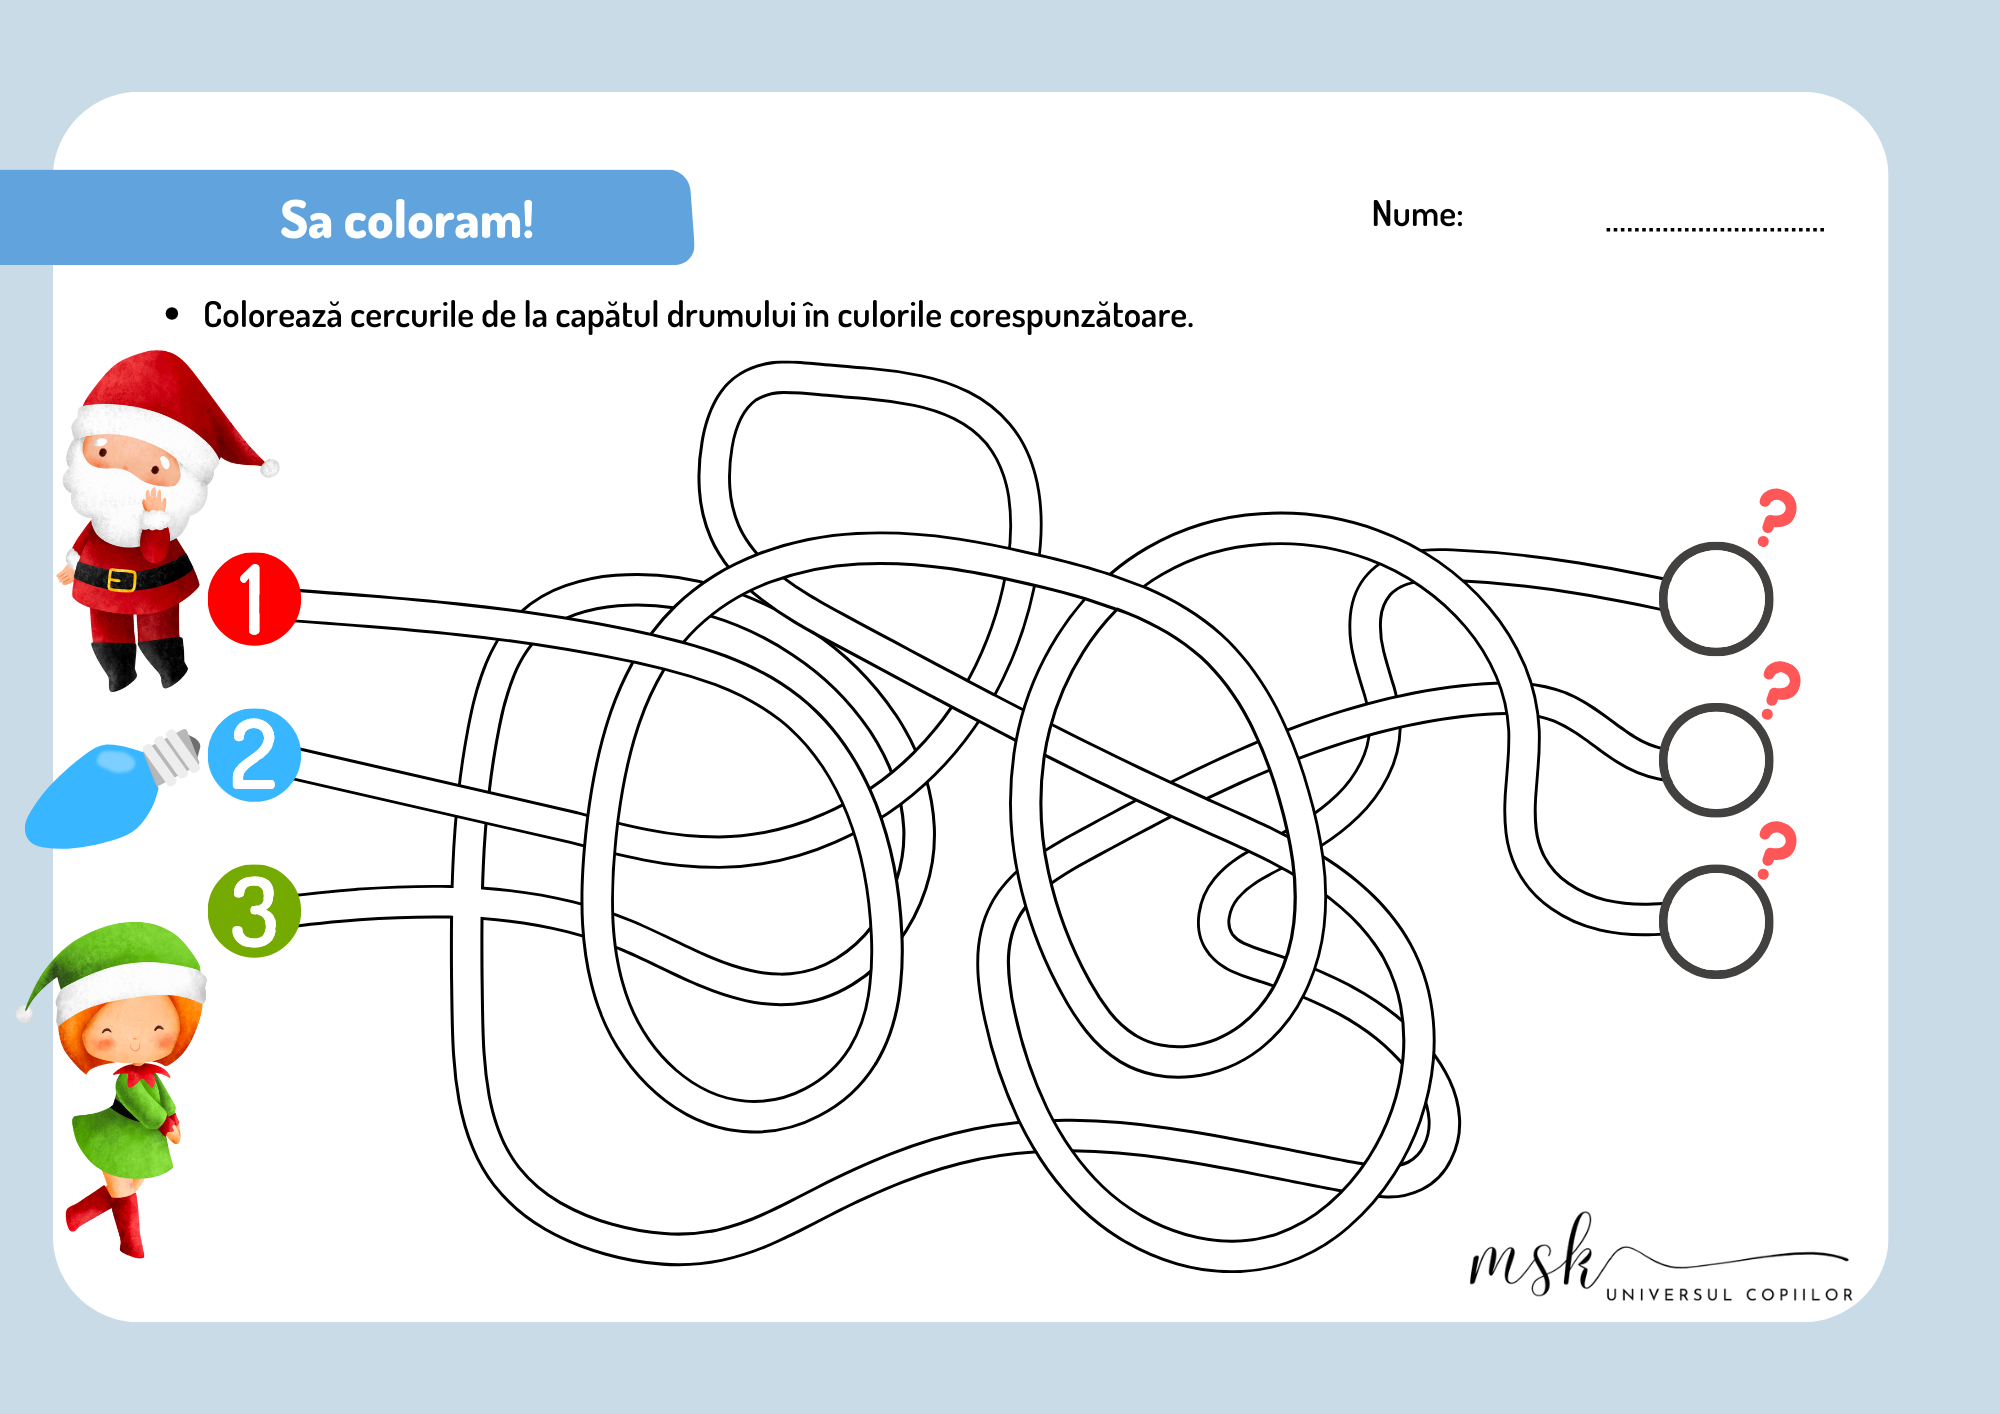 Sa coloram!
Nume: ...............................
• Colorează cercurile de la capătul drumului în culorile corespunzătoare.
?
1
?
2
?
3
msk
UNIVERSUL COPIILOR